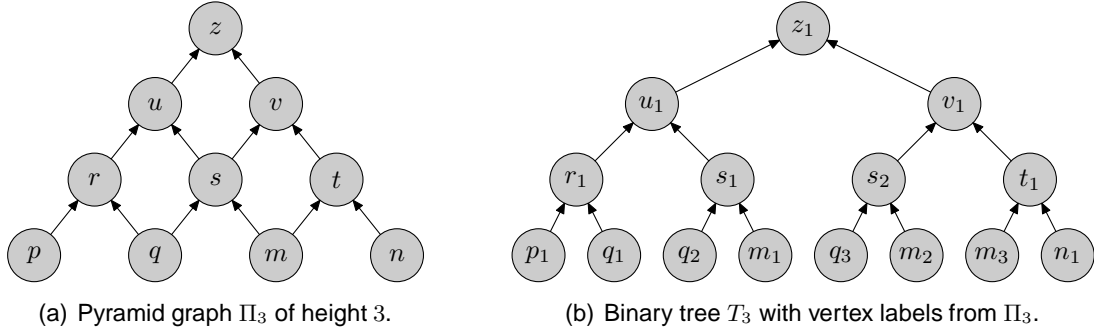 z
u v
r s t
p q m n
(a) Pyramid graph Π₃ of height 3.
z₁
u₁ v₁
r₁ s₁ s₂ t₁
p₁ q₁ q₂ m₁ q₃ m₂ m₃ n₁
(b) Binary tree T₃ with vertex labels from Π₃.